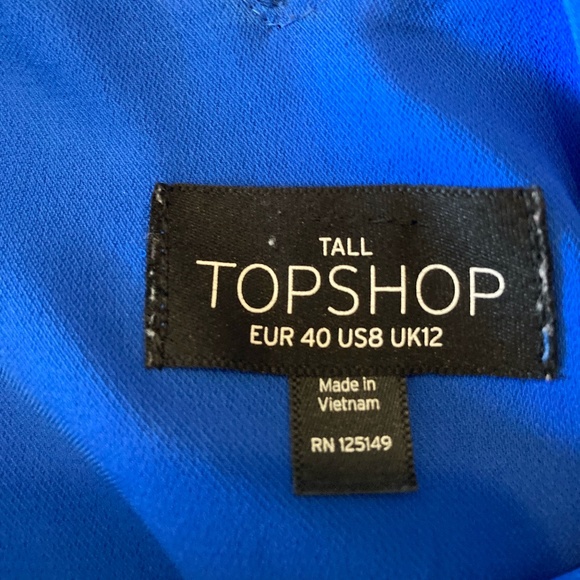 TALL
TOPSHOP
EUR 40 US8 UK12
Made in
Vietnam
RN 125149